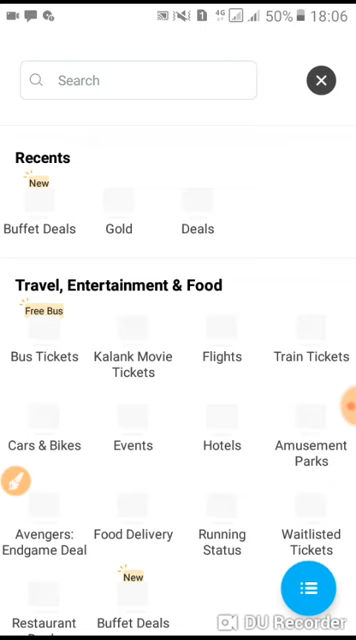 4G 1 50% 18:06
Search
Recents
New
Buffet Deals Gold Deals
Travel, Entertainment & Food
Free Bus
Bus Tickets Kalank Movie Tickets Flights Train Tickets
Cars & Bikes Events Hotels Amusement Parks
Avengers: Endgame Deal Food Delivery Running Status Waitlisted Tickets
New
Restaurant Buffet Deals
DU Recorder